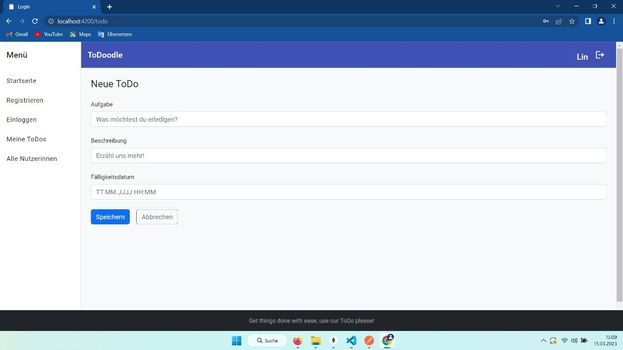 Login
localhost:4200/todo
Gmail YouTube Maps Übersetzen
Menü
ToDoodle
Lin
Startseite
Registrieren
Einloggen
Meine ToDos
Alle Nutzerinnen
Neue ToDo
Aufgabe
Was möchtest du erledigen?
Beschreibung
Erzähl uns mehr!
Fälligkeitsdatum
TT.MM.JJJJ HH:MM
Speichern Abbrechen
Get things done with ease, use our ToDo please!
Suche
13:09
15.03.2023